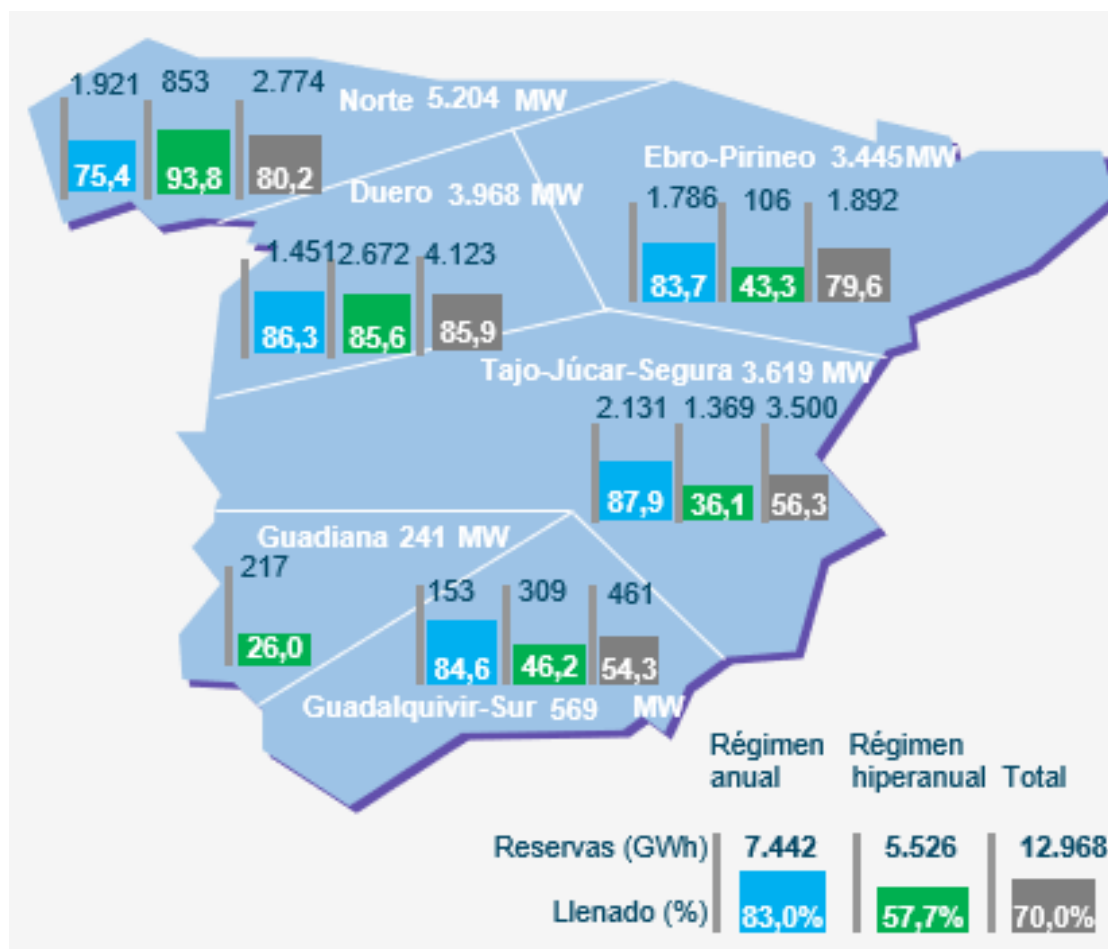 1.921 853 2.774
Norte 5.204 MW
75,4 93,8 80,2
Ebro-Pirineo 3.445MW
1.786 106 1.892
83,7 43,3 79,6
Duero 3.968 MW
1.451 2.672 4.123
86,3 85,6 85,9
Tajo-Júcar-Segura 3.619 MW
2.131 1.369 3.500
87,9 36,1 56,3
Guadiana 241 MW
217
26,0
153 309 461
84,6 46,2 54,3
Guadalquivir-Sur 569 MW
Régimen anual Régimen hiperanual Total
Reservas (GWh) 7.442 5.526 12.968
Llenado (%) 83,0% 57,7% 70,0%